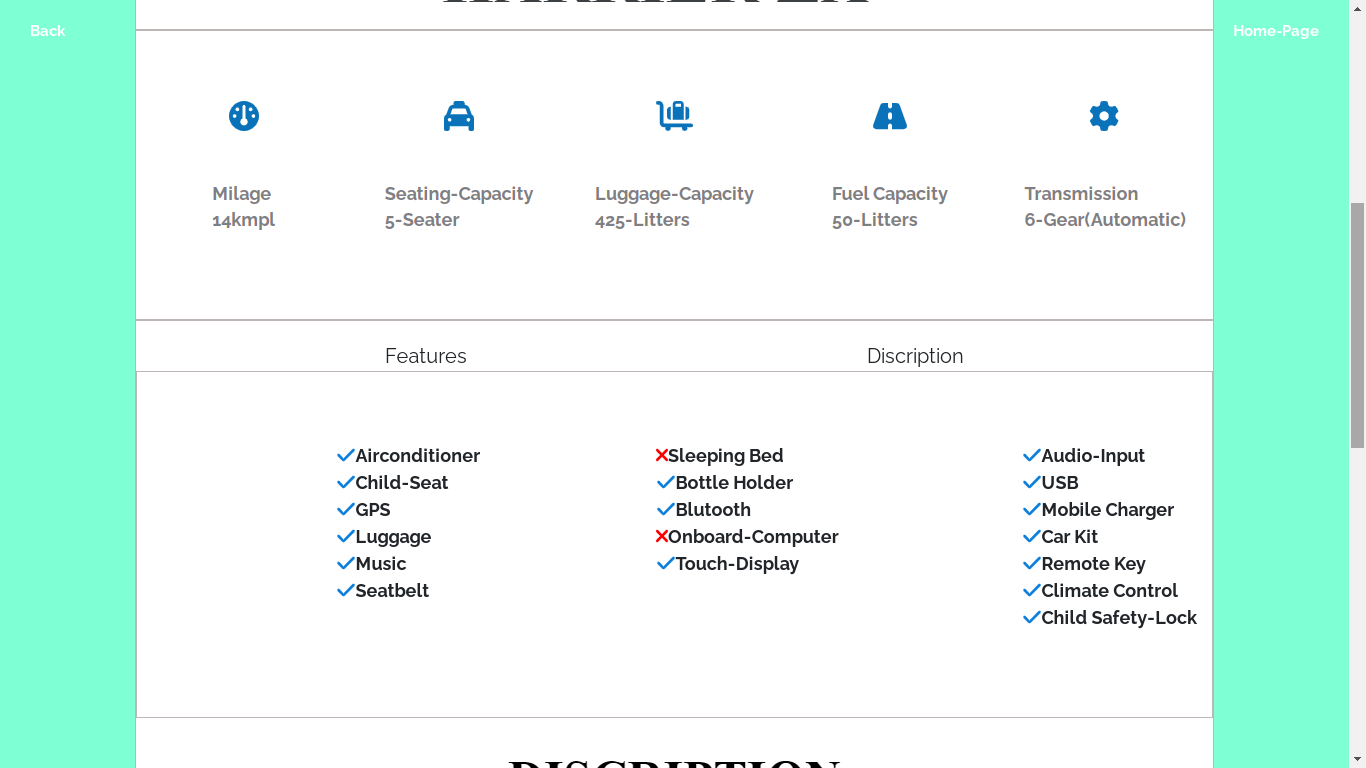 Back
Home-Page
Milage
14kmpl
Seating-Capacity
5-Seater
Luggage-Capacity
425-Litters
Fuel Capacity
50-Litters
Transmission
6-Gear(Automatic)
Features
Discription
Airconditioner
Child-Seat
GPS
Luggage
Music
Seatbelt
Sleeping Bed
Bottle Holder
Blutooth
Onboard-Computer
Touch-Display
Audio-Input
USB
Mobile Charger
Car Kit
Remote Key
Climate Control
Child Safety-Lock
DISCRIPTION